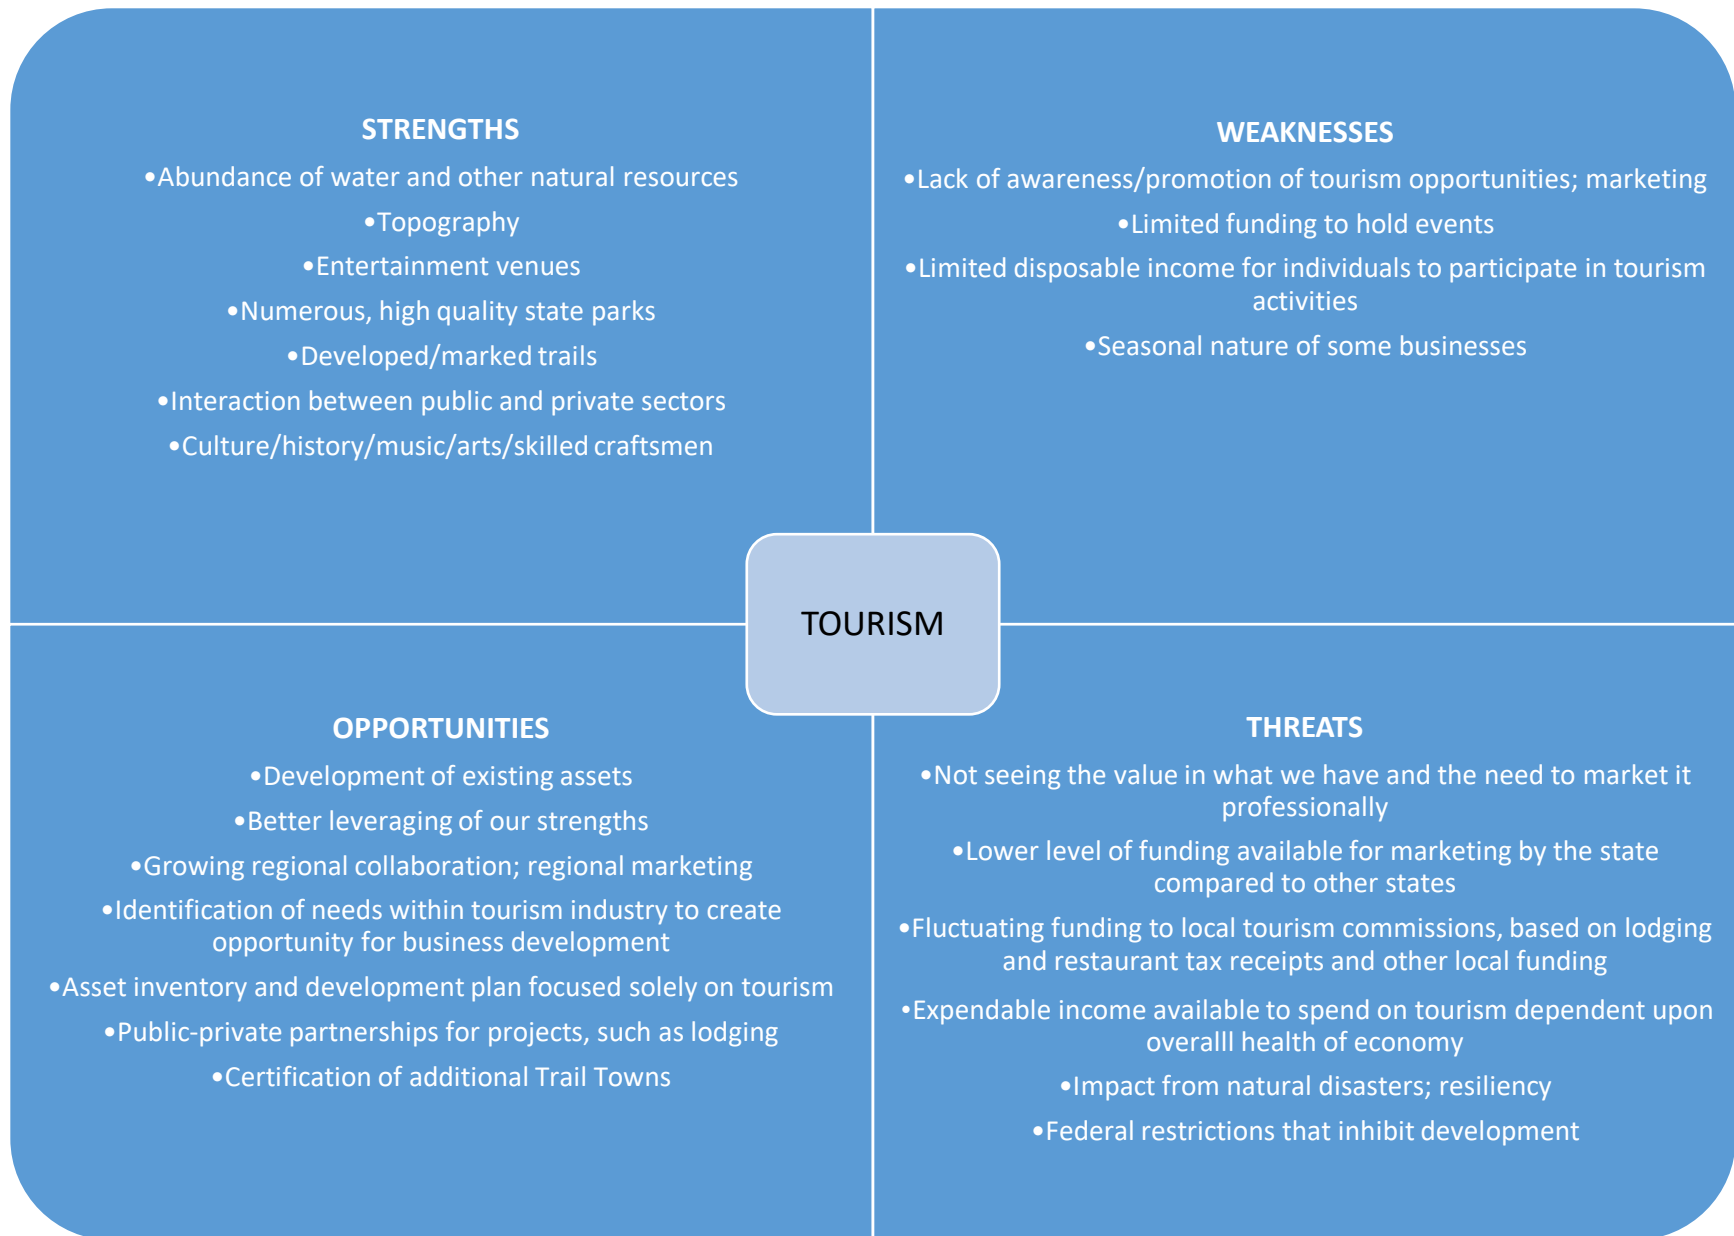 STRENGTHS
•Abundance of water and other natural resources
•Topography
•Entertainment venues
•Numerous, high quality state parks
•Developed/marked trails
•Interaction between public and private sectors
•Culture/history/music/arts/skilled craftsmen
WEAKNESSES
•Lack of awareness/promotion of tourism opportunities; marketing
•Limited funding to hold events
•Limited disposable income for individuals to participate in tourism
activities
•Seasonal nature of some businesses
TOURISM
OPPORTUNITIES
•Development of existing assets
•Better leveraging of our strengths
•Growing regional collaboration; regional marketing
•Identification of needs within tourism industry to create
opportunity for business development
•Asset inventory and development plan focused solely on tourism
•Public-private partnerships for projects, such as lodging
•Certification of additional Trail Towns
THREATS
•Not seeing the value in what we have and the need to market it
professionally
•Lower level of funding available for marketing by the state
compared to other states
•Fluctuating funding to local tourism commissions, based on lodging
and restaurant tax receipts and other local funding
•Expendable income available to spend on tourism dependent upon
overalll health of economy
•Impact from natural disasters; resiliency
•Federal restrictions that inhibit development